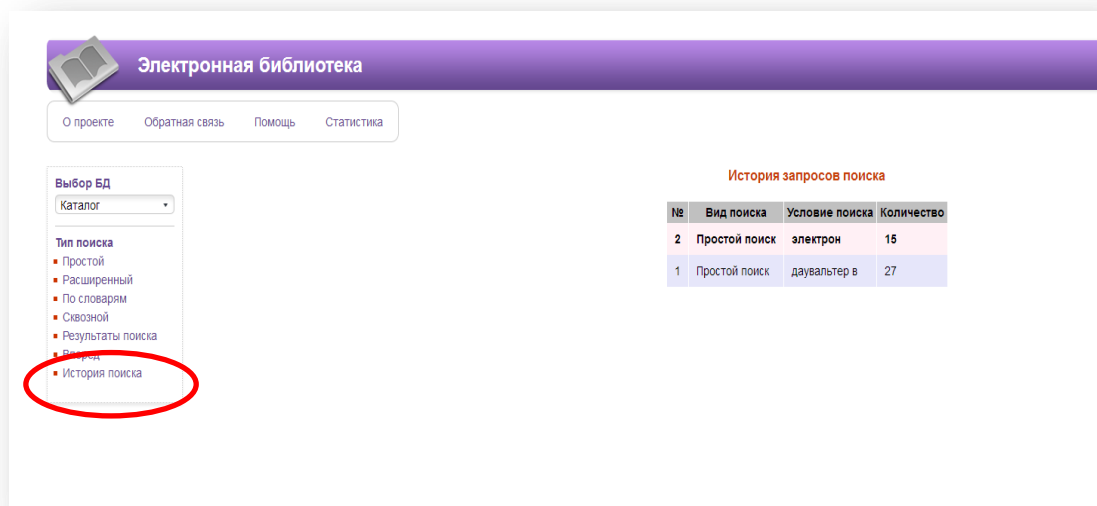 Электронная библиотека
О проекте Обратная связь Помощь Статистика
Выбор БД
Каталог
Тип поиска
Простой
Расширенный
По словарям
Сквозной
Результаты поиска
Вперед
История поиска
История запросов поиска
№ Вид поиска Условие поиска Количество
2 Простой поиск электрон 15
1 Простой поиск даувальтер в 27